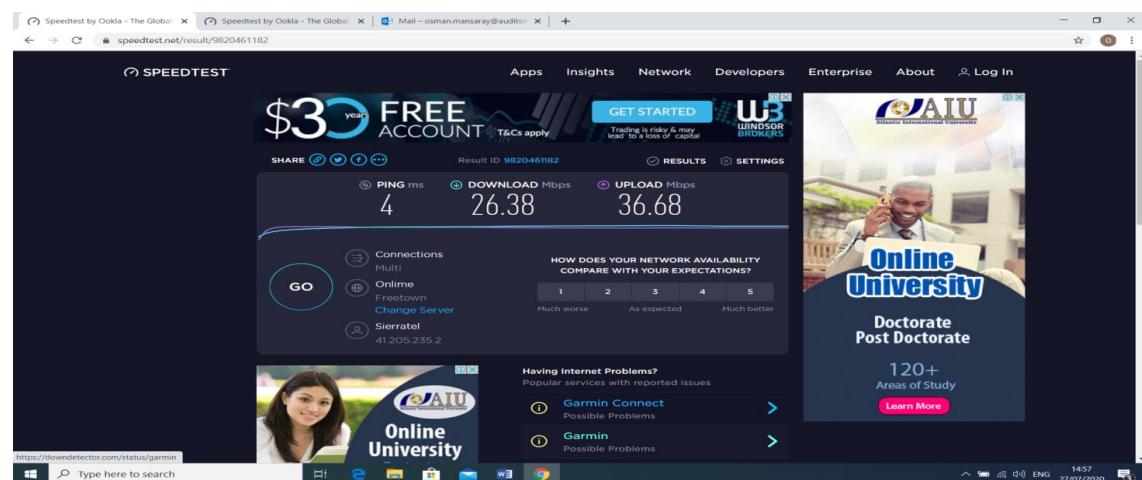 Speedtest by Ookla - The Global
Speedtest by Ookla - The Global
Mail – osman.mansaray@auditse
speedtest.net/result/9820461182
O
SPEEDTEST
Apps Insights Network Developers Enterprise About Log In
$30 years FREE ACCOUNT T&Cs apply
GET STARTED
Trading is risky & may
lead to a loss of capital
WINDSOR
BROKERS
SHARE
Result ID 9820461182
RESULTS SETTINGS
PING ms DOWNLOAD Mbps UPLOAD Mbps
4 26.38 36.68
GO
Connections
Multi
Onlime
Freetown
Change Server
Sierratel
41.205.235.2
HOW DOES YOUR NETWORK AVAILABILITY
COMPARE WITH YOUR EXPECTATIONS?
1 2 3 4 5
Much worse As expected Much better
AIU
Atlantic International University
Online
University
Having Internet Problems?
Popular services with reported issues
Garmin Connect
Possible Problems
Garmin
Possible Problems
AIU
Atlantic International University
Online
University
Doctorate
Post Doctorate
120+
Areas of Study
Learn More
https://downdetector.com/status/garmin
Type here to search
ENG
14:57
27/07/2020